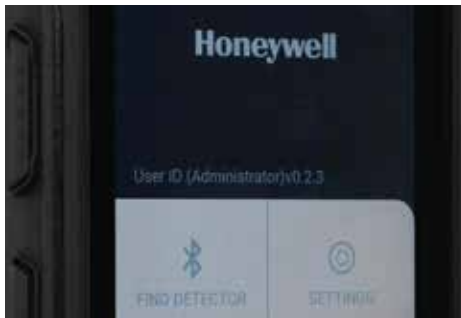 Honeywell
User ID (Administrator)v0.2.3
FIND DETECTOR
SETTINGS